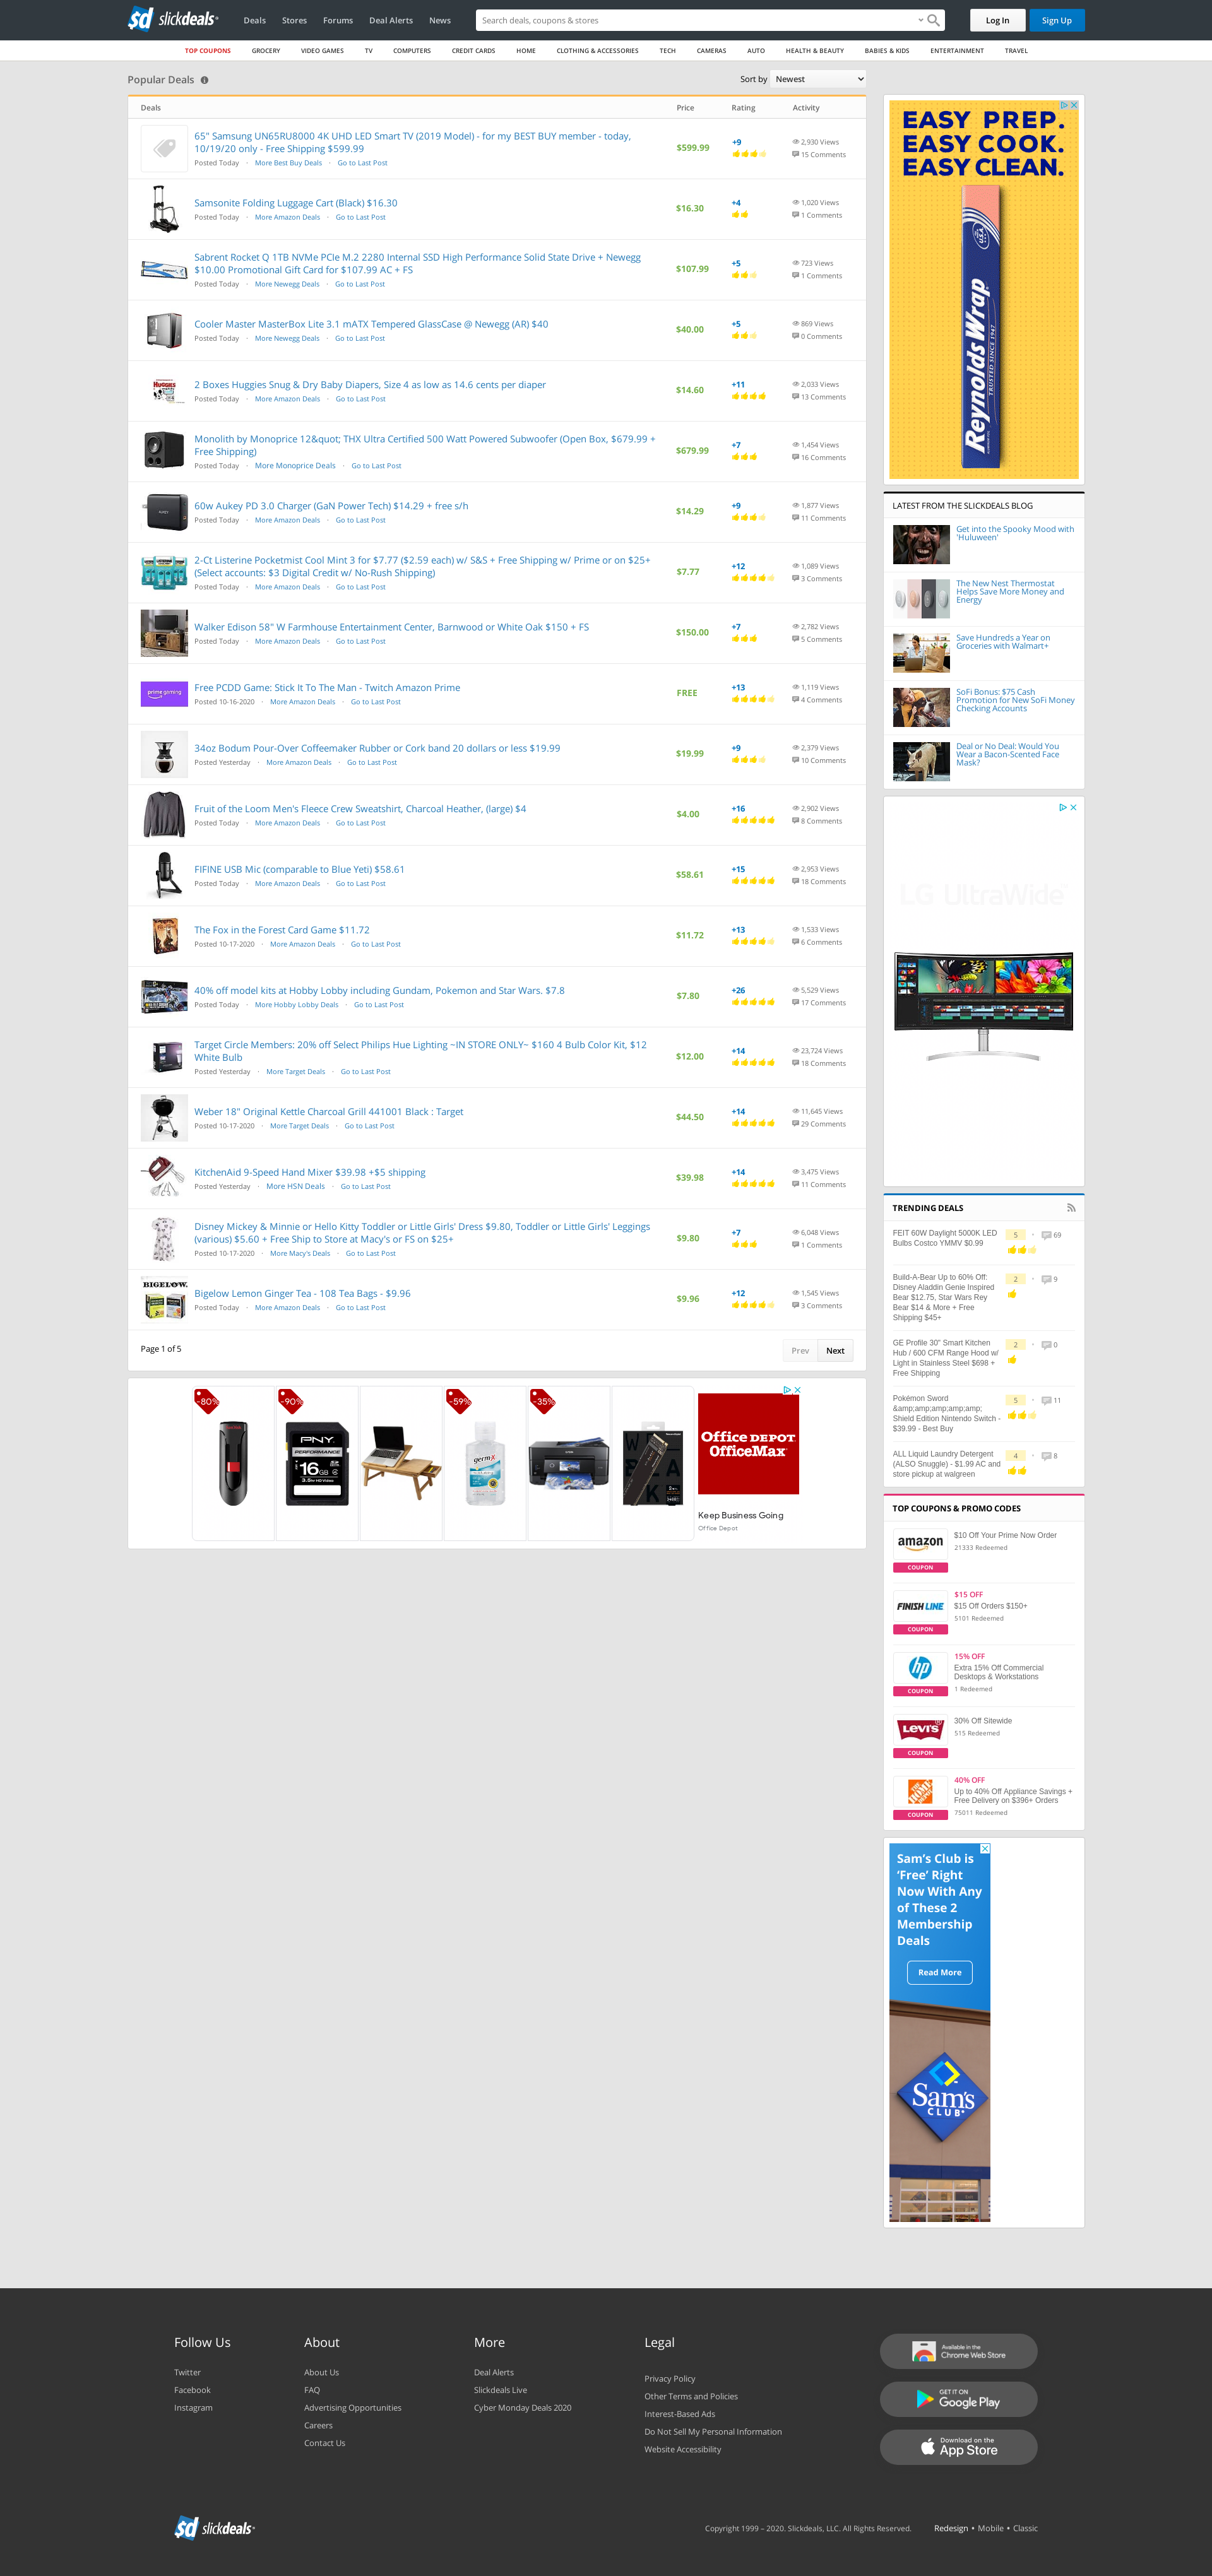 sd slickdeals
Deals
Stores
Forums
Deal Alerts
News
Search deals, coupons & stores
Log In
Sign Up
TOP COUPONS
GROCERY
VIDEO GAMES
TV
COMPUTERS
CREDIT CARDS
HOME
CLOTHING & ACCESSORIES
TECH
CAMERAS
AUTO
HEALTH & BEAUTY
BABIES & KIDS
ENTERTAINMENT
TRAVEL
Popular Deals
Sort by Newest
Deals Price Rating Activity
65" Samsung UN65RU8000 4K UHD LED Smart TV (2019 Model) - for my BEST BUY member - today,
10/19/20 only - Free Shipping $599.99
Posted Today · More Best Buy Deals · Go to Last Post
$599.99
+9
2,930 Views
15 Comments
Samsonite Folding Luggage Cart (Black) $16.30
Posted Today · More Amazon Deals · Go to Last Post
$16.30
+4
1,020 Views
1 Comments
Sabrent Rocket Q 1TB NVMe PCIe M.2 2280 Internal SSD High Performance Solid State Drive + Newegg
$10.00 Promotional Gift Card for $107.99 AC + FS
Posted Today · More Newegg Deals · Go to Last Post
$107.99
+5
723 Views
1 Comments
Cooler Master MasterBox Lite 3.1 mATX Tempered GlassCase @ Newegg (AR) $40
Posted Today · More Newegg Deals · Go to Last Post
$40.00
+5
869 Views
0 Comments
2 Boxes Huggies Snug & Dry Baby Diapers, Size 4 as low as 14.6 cents per diaper
Posted Today · More Amazon Deals · Go to Last Post
$14.60
+11
2,033 Views
13 Comments
Monolith by Monoprice 12&quot; THX Ultra Certified 500 Watt Powered Subwoofer (Open Box, $679.99 +
Free Shipping)
Posted Today · More Monoprice Deals · Go to Last Post
$679.99
+7
1,454 Views
16 Comments
60w Aukey PD 3.0 Charger (GaN Power Tech) $14.29 + free s/h
Posted Today · More Amazon Deals · Go to Last Post
$14.29
+9
1,877 Views
11 Comments
2-Ct Listerine Pocketmist Cool Mint 3 for $7.77 ($2.59 each) w/ S&S + Free Shipping w/ Prime or on $25+
(Select accounts: $3 Digital Credit w/ No-Rush Shipping)
Posted Today · More Amazon Deals · Go to Last Post
$7.77
+12
1,089 Views
3 Comments
Walker Edison 58" W Farmhouse Entertainment Center, Barnwood or White Oak $150 + FS
Posted Today · More Amazon Deals · Go to Last Post
$150.00
+7
2,782 Views
5 Comments
prime gaming
Free PCDD Game: Stick It To The Man - Twitch Amazon Prime
Posted 10-16-2020 · More Amazon Deals · Go to Last Post
FREE
+13
1,119 Views
4 Comments
34oz Bodum Pour-Over Coffeemaker Rubber or Cork band 20 dollars or less $19.99
Posted Yesterday · More Amazon Deals · Go to Last Post
$19.99
+9
2,379 Views
10 Comments
Fruit of the Loom Men's Fleece Crew Sweatshirt, Charcoal Heather, (large) $4
Posted Today · More Amazon Deals · Go to Last Post
$4.00
+16
2,902 Views
8 Comments
FIFINE USB Mic (comparable to Blue Yeti) $58.61
Posted Today · More Amazon Deals · Go to Last Post
$58.61
+15
2,953 Views
18 Comments
The Fox in the Forest Card Game $11.72
Posted 10-17-2020 · More Amazon Deals · Go to Last Post
$11.72
+13
1,533 Views
6 Comments
40% off model kits at Hobby Lobby including Gundam, Pokemon and Star Wars. $7.8
Posted Today · More Hobby Lobby Deals · Go to Last Post
$7.80
+26
5,529 Views
17 Comments
Target Circle Members: 20% off Select Philips Hue Lighting ~IN STORE ONLY~ $160 4 Bulb Color Kit, $12
White Bulb
Posted Yesterday · More Target Deals · Go to Last Post
$12.00
+14
23,724 Views
18 Comments
Weber 18" Original Kettle Charcoal Grill 441001 Black : Target
Posted 10-17-2020 · More Target Deals · Go to Last Post
$44.50
+14
11,645 Views
29 Comments
KitchenAid 9-Speed Hand Mixer $39.98 +$5 shipping
Posted Yesterday · More HSN Deals · Go to Last Post
$39.98
+14
3,475 Views
11 Comments
Disney Mickey & Minnie or Hello Kitty Toddler or Little Girls' Dress $9.80, Toddler or Little Girls' Leggings
(various) $5.60 + Free Ship to Store at Macy's or FS on $25+
Posted 10-17-2020 · More Macy's Deals · Go to Last Post
$9.80
+7
6,048 Views
1 Comments
BIGELOW.
Bigelow Lemon Ginger Tea - 108 Tea Bags - $9.96
Posted Today · More Amazon Deals · Go to Last Post
$9.96
+12
1,545 Views
3 Comments
Page 1 of 5
Prev Next
-80%
-90%
-59%
-35%
PNY
PERFORMANCE
16
germX
Office DEPOT
OfficeMax
Keep Business Going
Office Depot
EASY PREP.
EASY COOK.
EASY CLEAN.
Reynolds Wrap
TRUSTED SINCE 1947
LATEST FROM THE SLICKDEALS BLOG
Get into the Spooky Mood with
'Huluween'
The New Nest Thermostat
Helps Save More Money and
Energy
Save Hundreds a Year on
Groceries with Walmart+
SoFi Bonus: $75 Cash
Promotion for New SoFi Money
Checking Accounts
Deal or No Deal: Would You
Wear a Bacon-Scented Face
Mask?
LG UltraWide
TRENDING DEALS
FEIT 60W Daylight 5000K LED
Bulbs Costco YMMV $0.99
5 · 69
Build-A-Bear Up to 60% Off:
Disney Aladdin Genie Inspired
Bear $12.75, Star Wars Rey
Bear $14 & More + Free
Shipping $45+
2 · 9
GE Profile 30" Smart Kitchen
Hub / 600 CFM Range Hood w/
Light in Stainless Steel $698 +
Free Shipping
2 · 0
Pokémon Sword
&amp;amp;amp;amp;amp;
Shield Edition Nintendo Switch -
$39.99 - Best Buy
5 · 11
ALL Liquid Laundry Detergent
(ALSO Snuggle) - $1.99 AC and
store pickup at walgreen
4 · 8
TOP COUPONS & PROMO CODES
amazon
COUPON
$10 Off Your Prime Now Order
21333 Redeemed
FINISH LINE
COUPON
$15 OFF
$15 Off Orders $150+
5101 Redeemed
hp
COUPON
15% OFF
Extra 15% Off Commercial
Desktops & Workstations
1 Redeemed
LEVI'S
COUPON
30% Off Sitewide
515 Redeemed
COUPON
40% OFF
Up to 40% Off Appliance Savings +
Free Delivery on $396+ Orders
75011 Redeemed
Sam's Club is
'Free' Right
Now With Any
of These 2
Membership
Deals
Read More
Sam's
CLUB
Follow Us
Twitter
Facebook
Instagram
About
About Us
FAQ
Advertising Opportunities
Careers
Contact Us
More
Deal Alerts
Slickdeals Live
Cyber Monday Deals 2020
Legal
Privacy Policy
Other Terms and Policies
Interest-Based Ads
Do Not Sell My Personal Information
Website Accessibility
Available in the
Chrome Web Store
GET IT ON
Google Play
Download on the
App Store
sd slickdeals
Copyright 1999 – 2020. Slickdeals, LLC. All Rights Reserved.
Redesign • Mobile • Classic